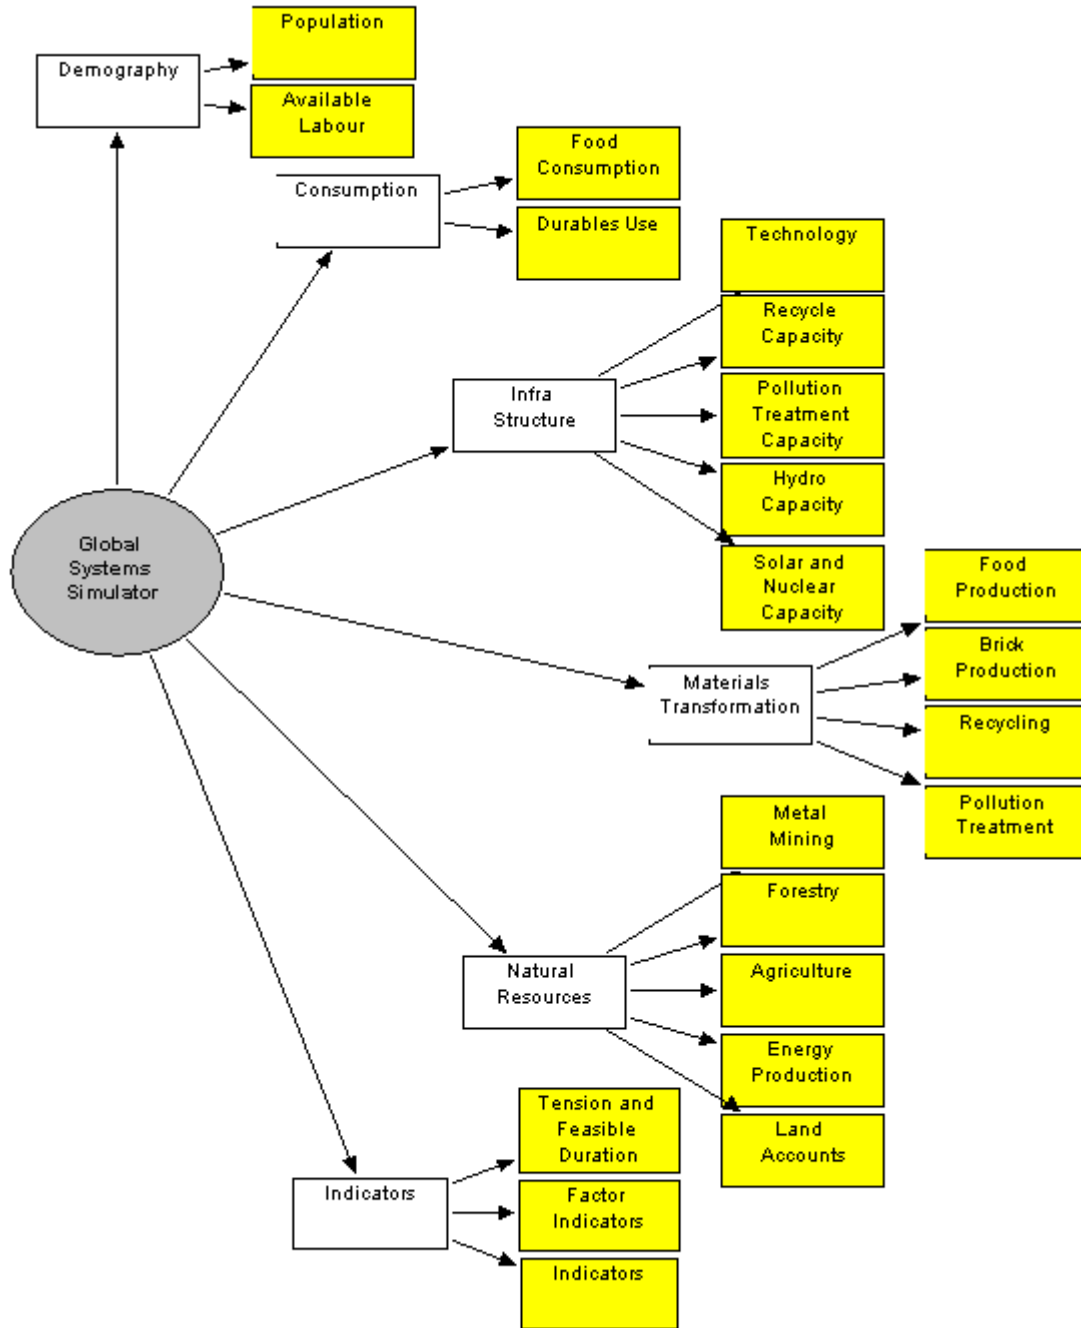 Population
Demography
Available
Labour
Food
Consumption
Consumption
Durables Use
Technology
Recycle
Capacity
Infra
Structure
Pollution
Treatment
Capacity
Hydro
Capacity
Global
Systems
Simulator
Solar and
Nuclear
Capacity
Food
Production
Brick
Production
Materials
Transformation
Recycling
Pollution
Treatment
Metal
Mining
Forestry
Natural
Resources
Agriculture
Energy
Production
Land
Accounts
Tension and
Feasible
Duration
Indicators
Factor
Indicators
Indicators